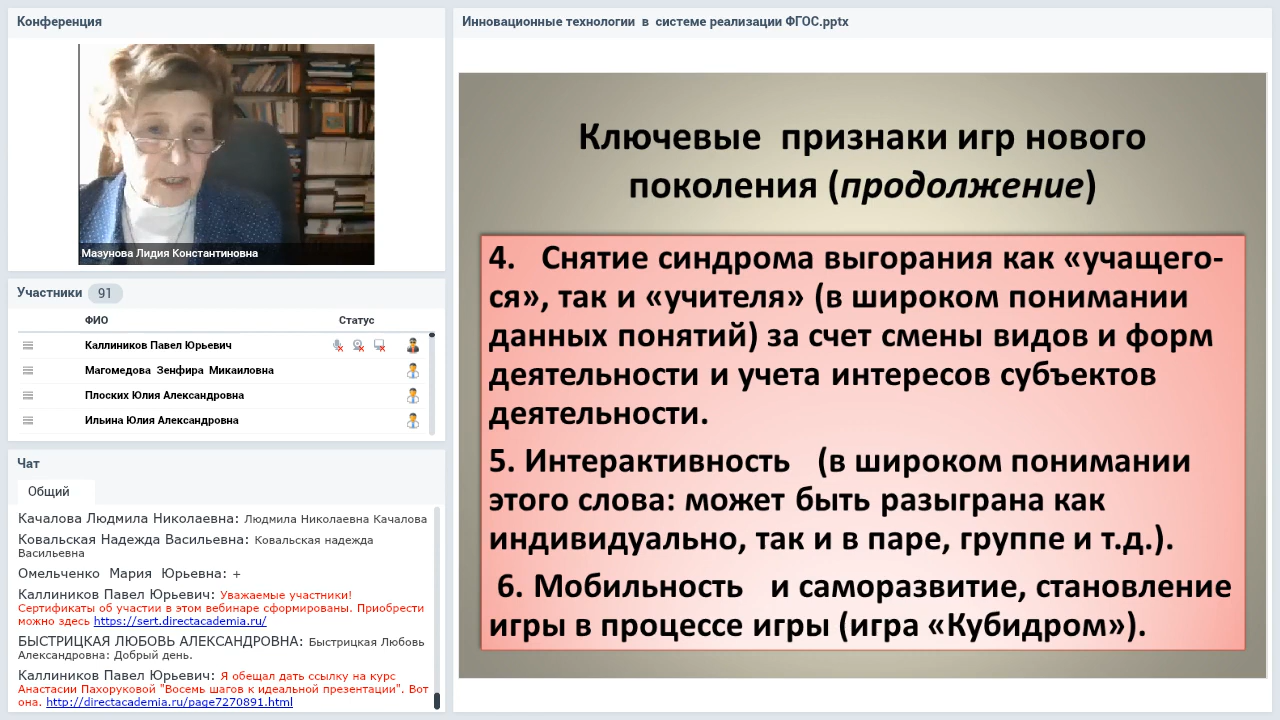 Конференция
Мазунова Лидия Константиновна
Участники 91
ФИО Статус
Каллиников Павел Юрьевич
Магомедова Зенфира Микаиловна
Плоских Юлия Александровна
Ильина Юлия Александровна
Чат
Общий
Качалова Людмила Николаевна: Людмила Николаевна Качалова
Ковальская Надежда Васильевна: Ковальская надежда
Васильевна
Омельченко Мария Юрьевна: +
Каллиников Павел Юрьевич: Уважаемые участники!
Сертификаты об участии в этом вебинаре сформированы. Приобрести
можно здесь https://sert.directacademia.ru/
БЫСТРИЦКАЯ ЛЮБОВЬ АЛЕКСАНДРОВНА: Быстрицкая Любовь
Александровна: Добрый день.
Каллиников Павел Юрьевич: Я обещал дать ссылку на курс
Анастасии Пахоруковой "Восемь шагов к идеальной презентации". Вот
она. http://directacademia.ru/page7270891.html
Инновационные технологии в системе реализации ФГОС.pptx
Ключевые признаки игр нового
поколения (продолжение)
4. Снятие синдрома выгорания как «учащего-
ся», так и «учителя» (в широком понимании
данных понятий) за счет смены видов и форм
деятельности и учета интересов субъектов
деятельности.
5. Интерактивность (в широком понимании
этого слова: может быть разыграна как
индивидуально, так и в паре, группе и т.д.).
6. Мобильность и саморазвитие, становление
игры в процессе игры (игра «Кубидром»).